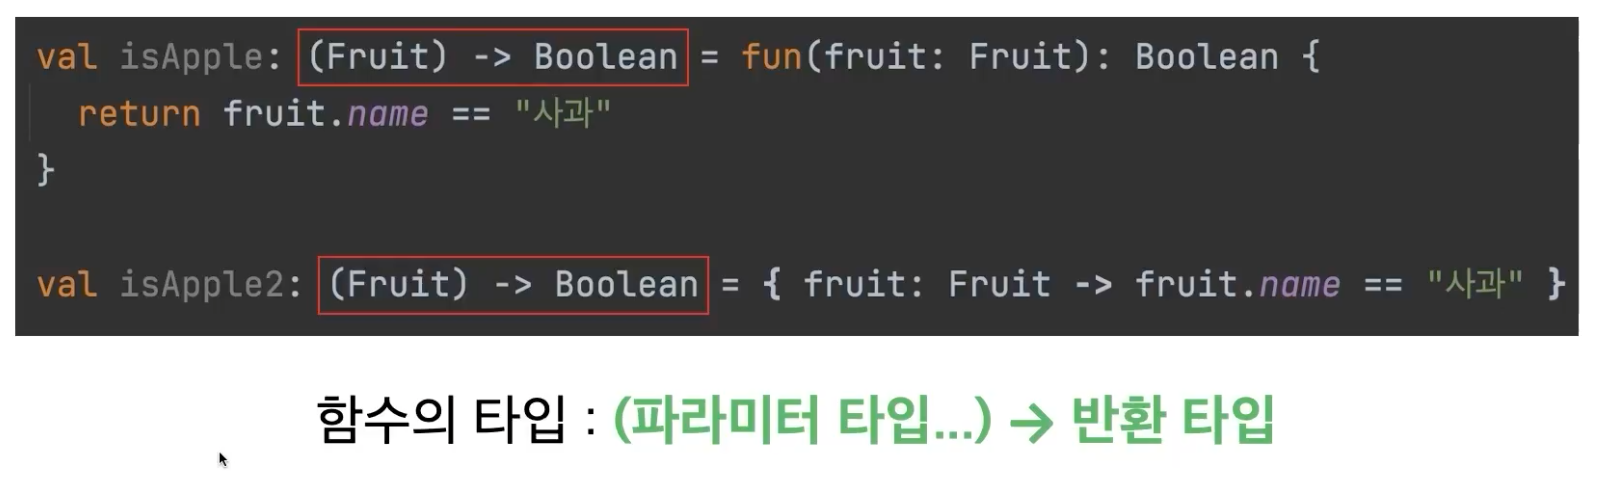 val isApple: (Fruit) -> Boolean = fun(fruit: Fruit): Boolean {
return fruit.name == "사과"
}
val isApple2: (Fruit) -> Boolean = { fruit: Fruit -> fruit.name == "사과" }
함수의 타입 : (파라미터 타입...) → 반환 타입